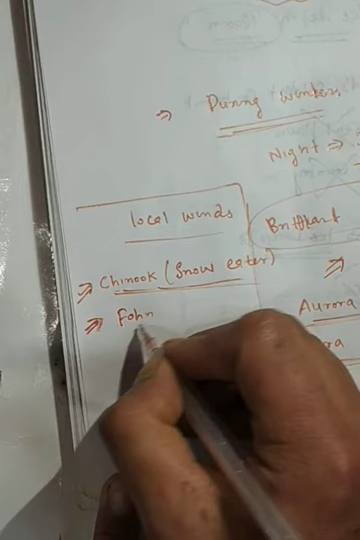 During winters
Night ⇒
local winds
Brilliant
⇒ Chinook (Snow eater)
⇒ Fohn
Aurora